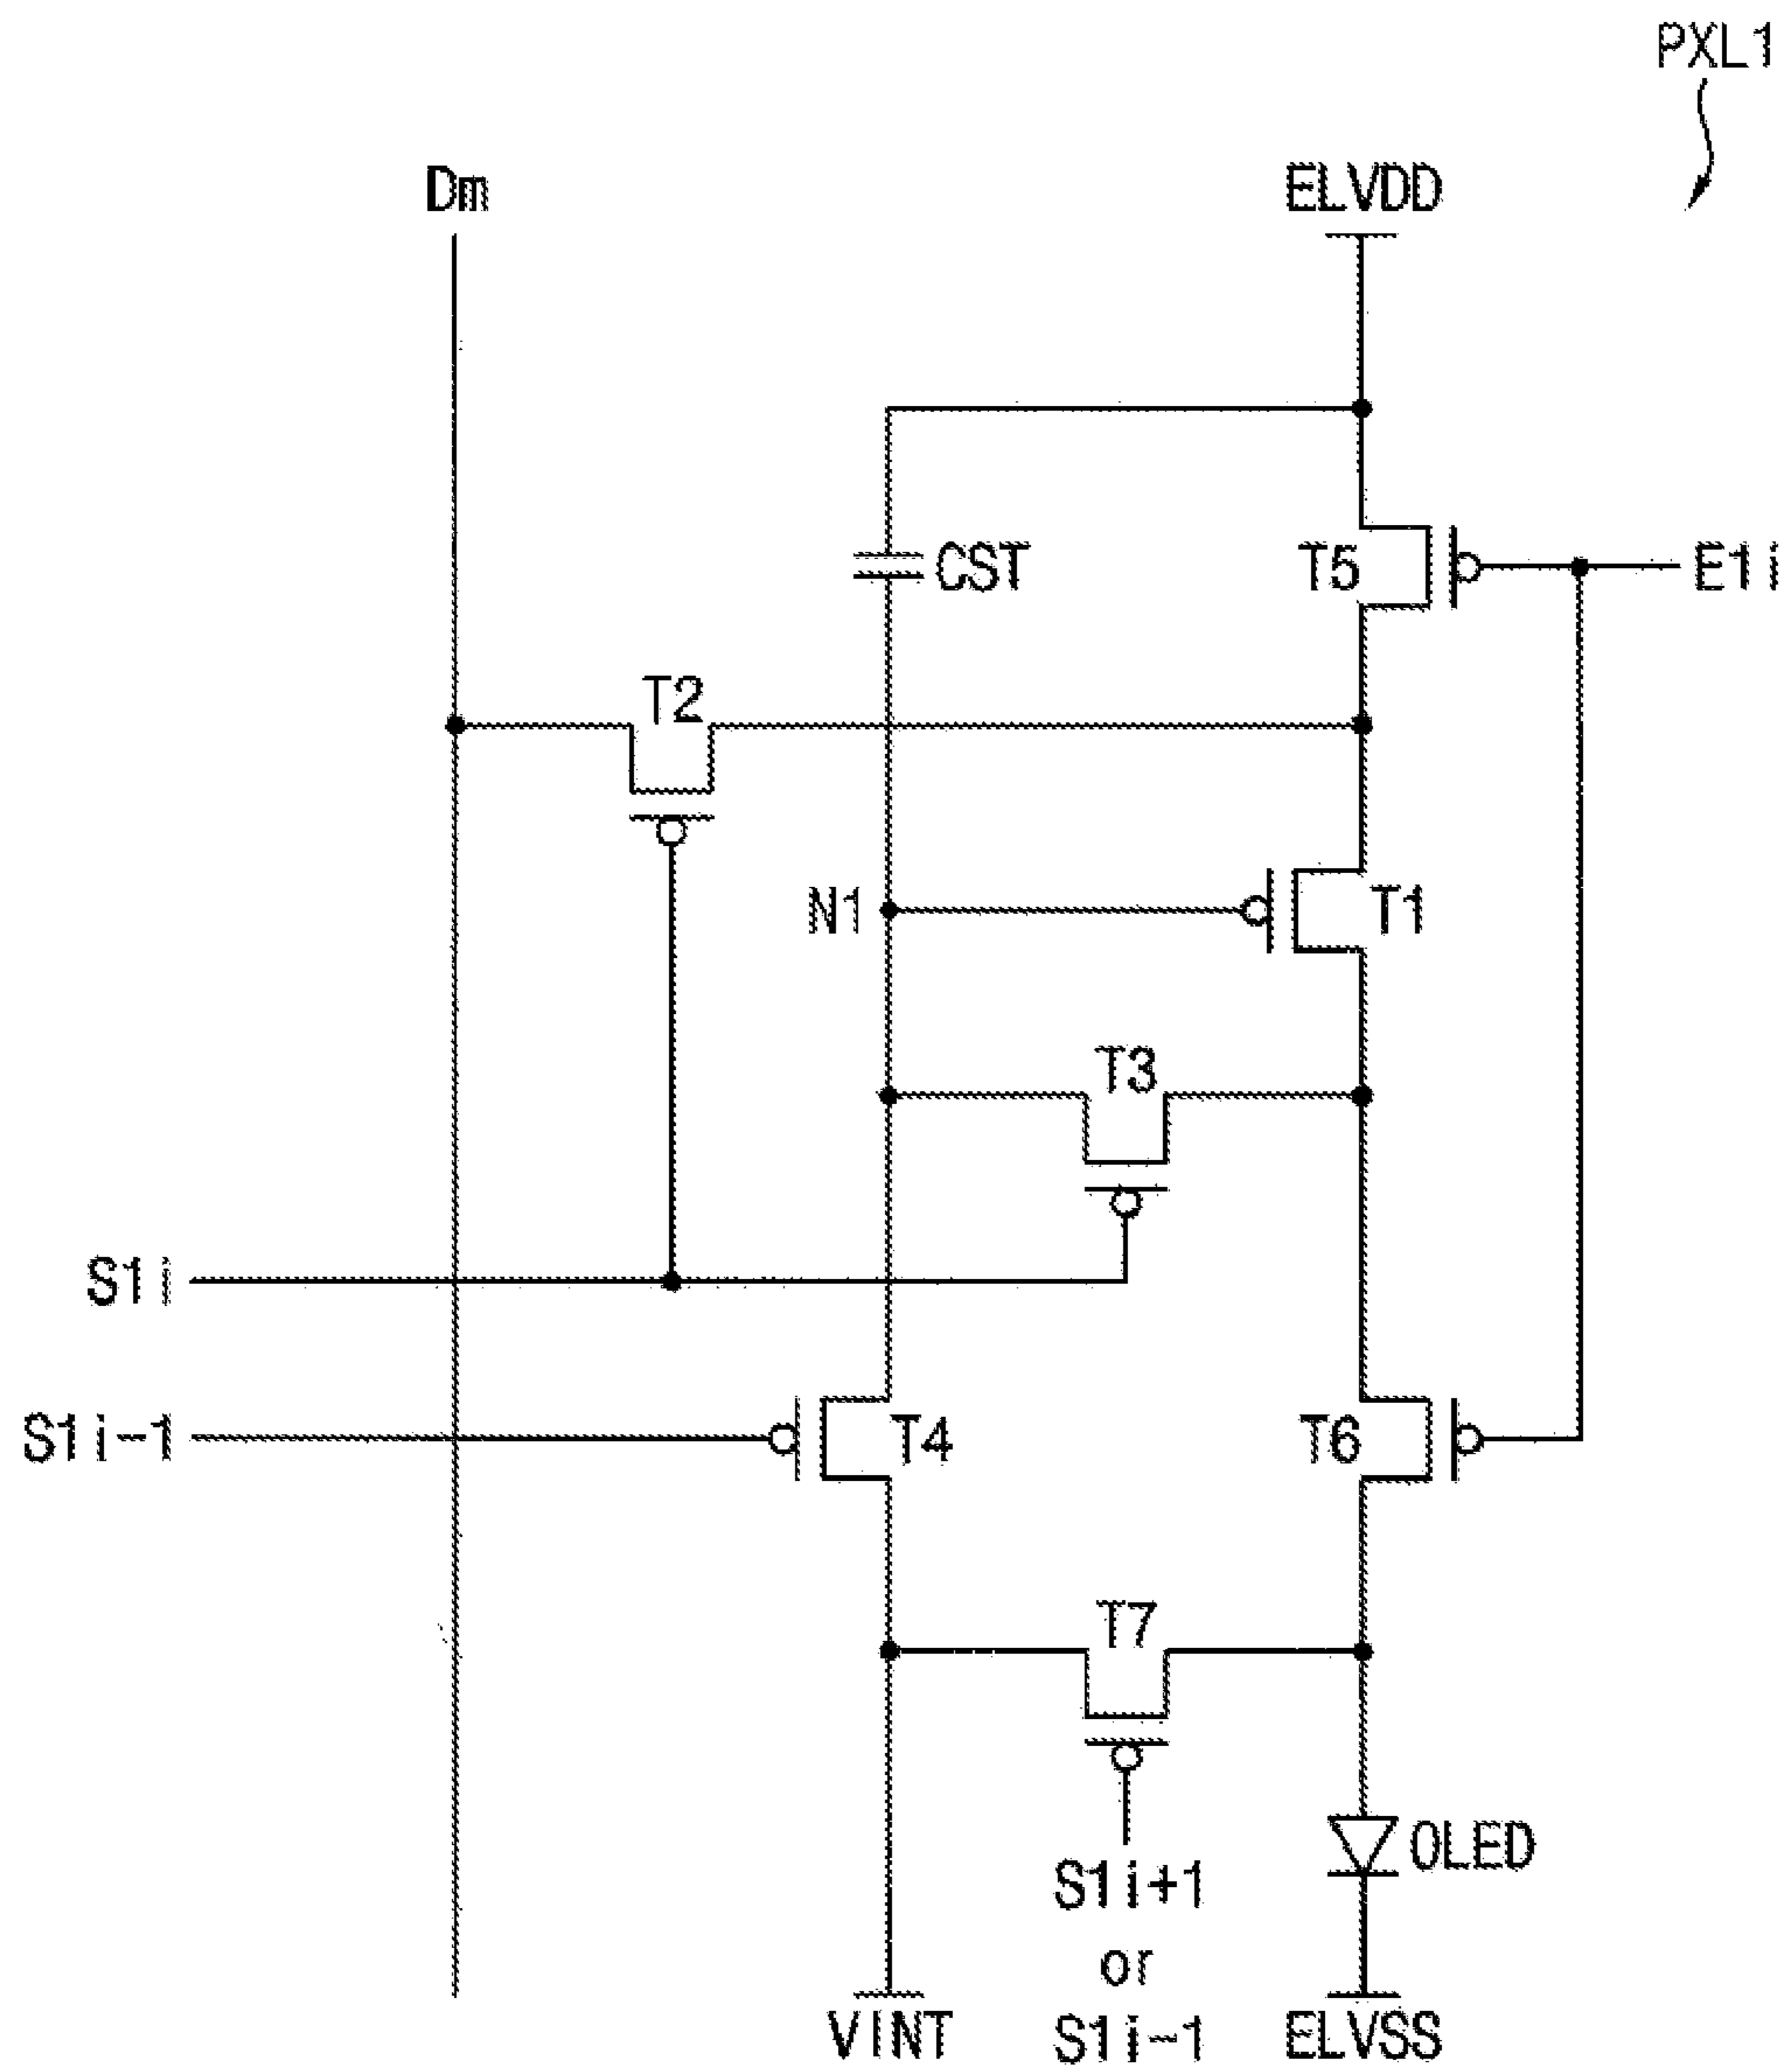 PXL1
Dm
ELVDD
CST
T5
E1i
T2
N1
T1
T3
S1i
S1i-1
T4
T6
T7
OLED
S1i+1
or
S1i-1
VINT
ELVSS